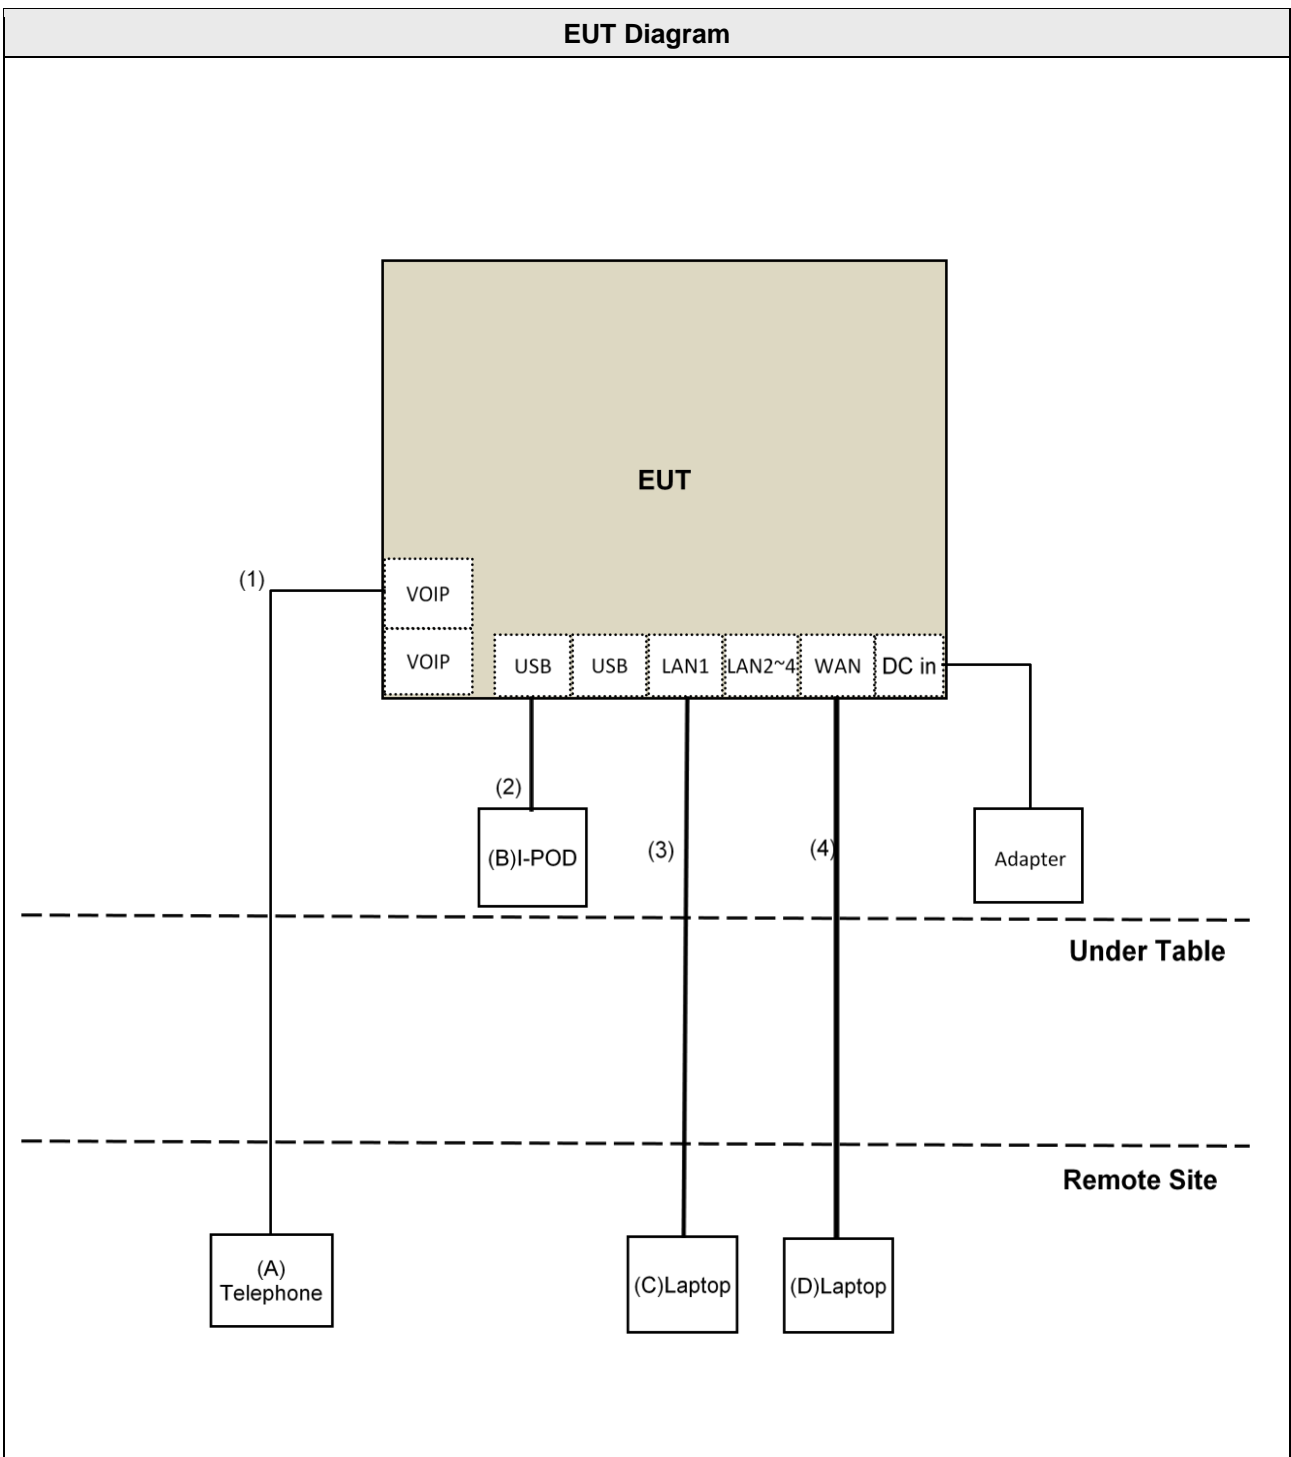 EUT Diagram
EUT
(1)
VOIP
VOIP
USB
USB
LAN1
LAN2~4
WAN
DC in
(2)
(B)I-POD
(3)
(4)
Adapter
Under Table
Remote Site
(A)
Telephone
(C)Laptop
(D)Laptop